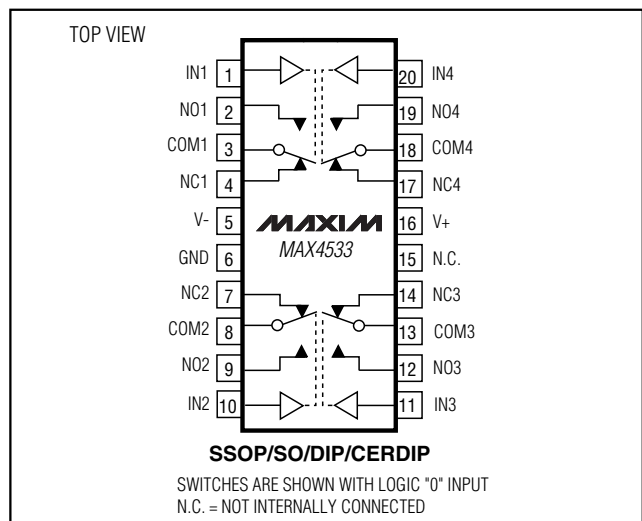 TOP VIEW
IN1 1 20 IN4
NO1 2 19 NO4
COM1 3 18 COM4
NC1 4 17 NC4
V- 5 MAXIM 16 V+
GND 6 MAX4533 15 N.C.
NC2 7 14 NC3
COM2 8 13 COM3
NO2 9 12 NO3
IN2 10 11 IN3
SSOP/SO/DIP/CERDIP
SWITCHES ARE SHOWN WITH LOGIC "0" INPUT
N.C. = NOT INTERNALLY CONNECTED